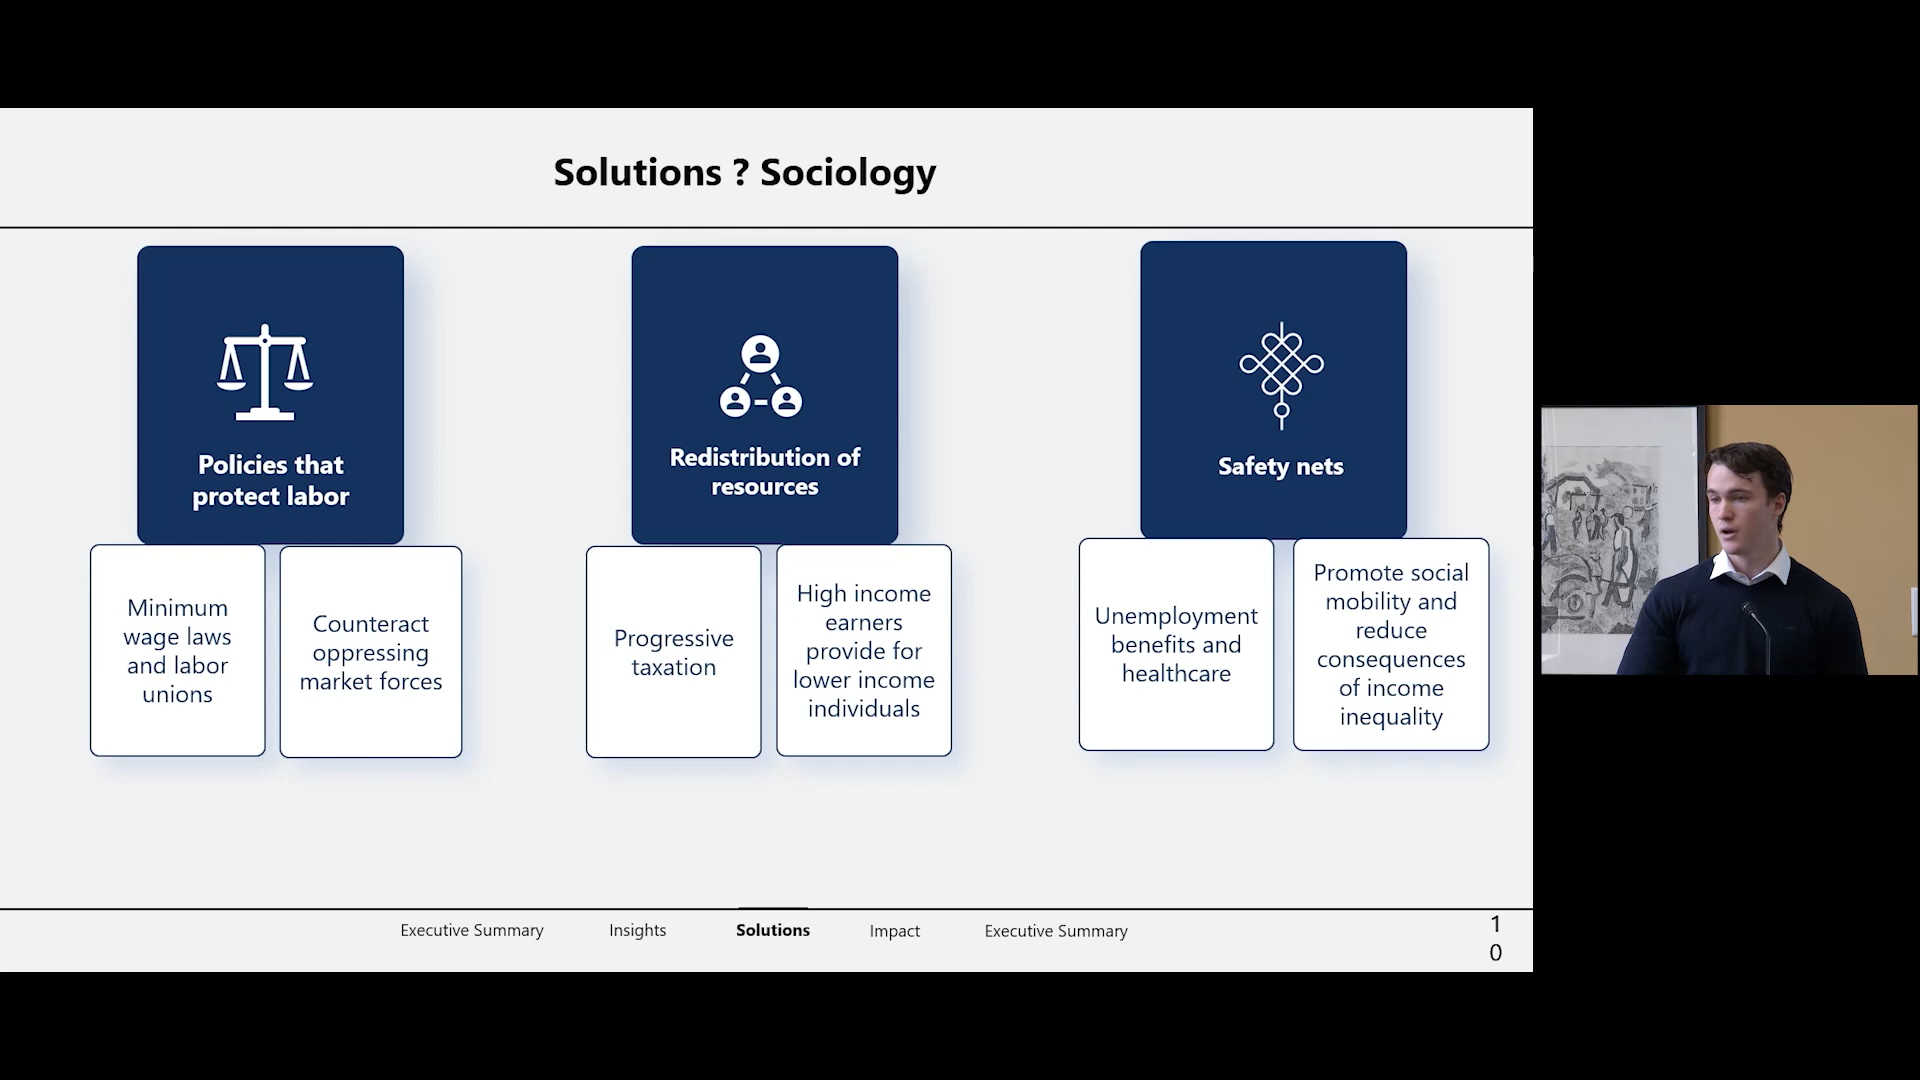 Solutions ? Sociology
Policies that
protect labor
Minimum
wage laws
and labor
unions
Counteract
oppressing
market forces
Redistribution of
resources
Progressive
taxation
High income
earners
provide for
lower income
individuals
Safety nets
Unemployment
benefits and
healthcare
Promote social
mobility and
reduce
consequences
of income
inequality
Executive Summary
Insights
Solutions
Impact
Executive Summary
1
0